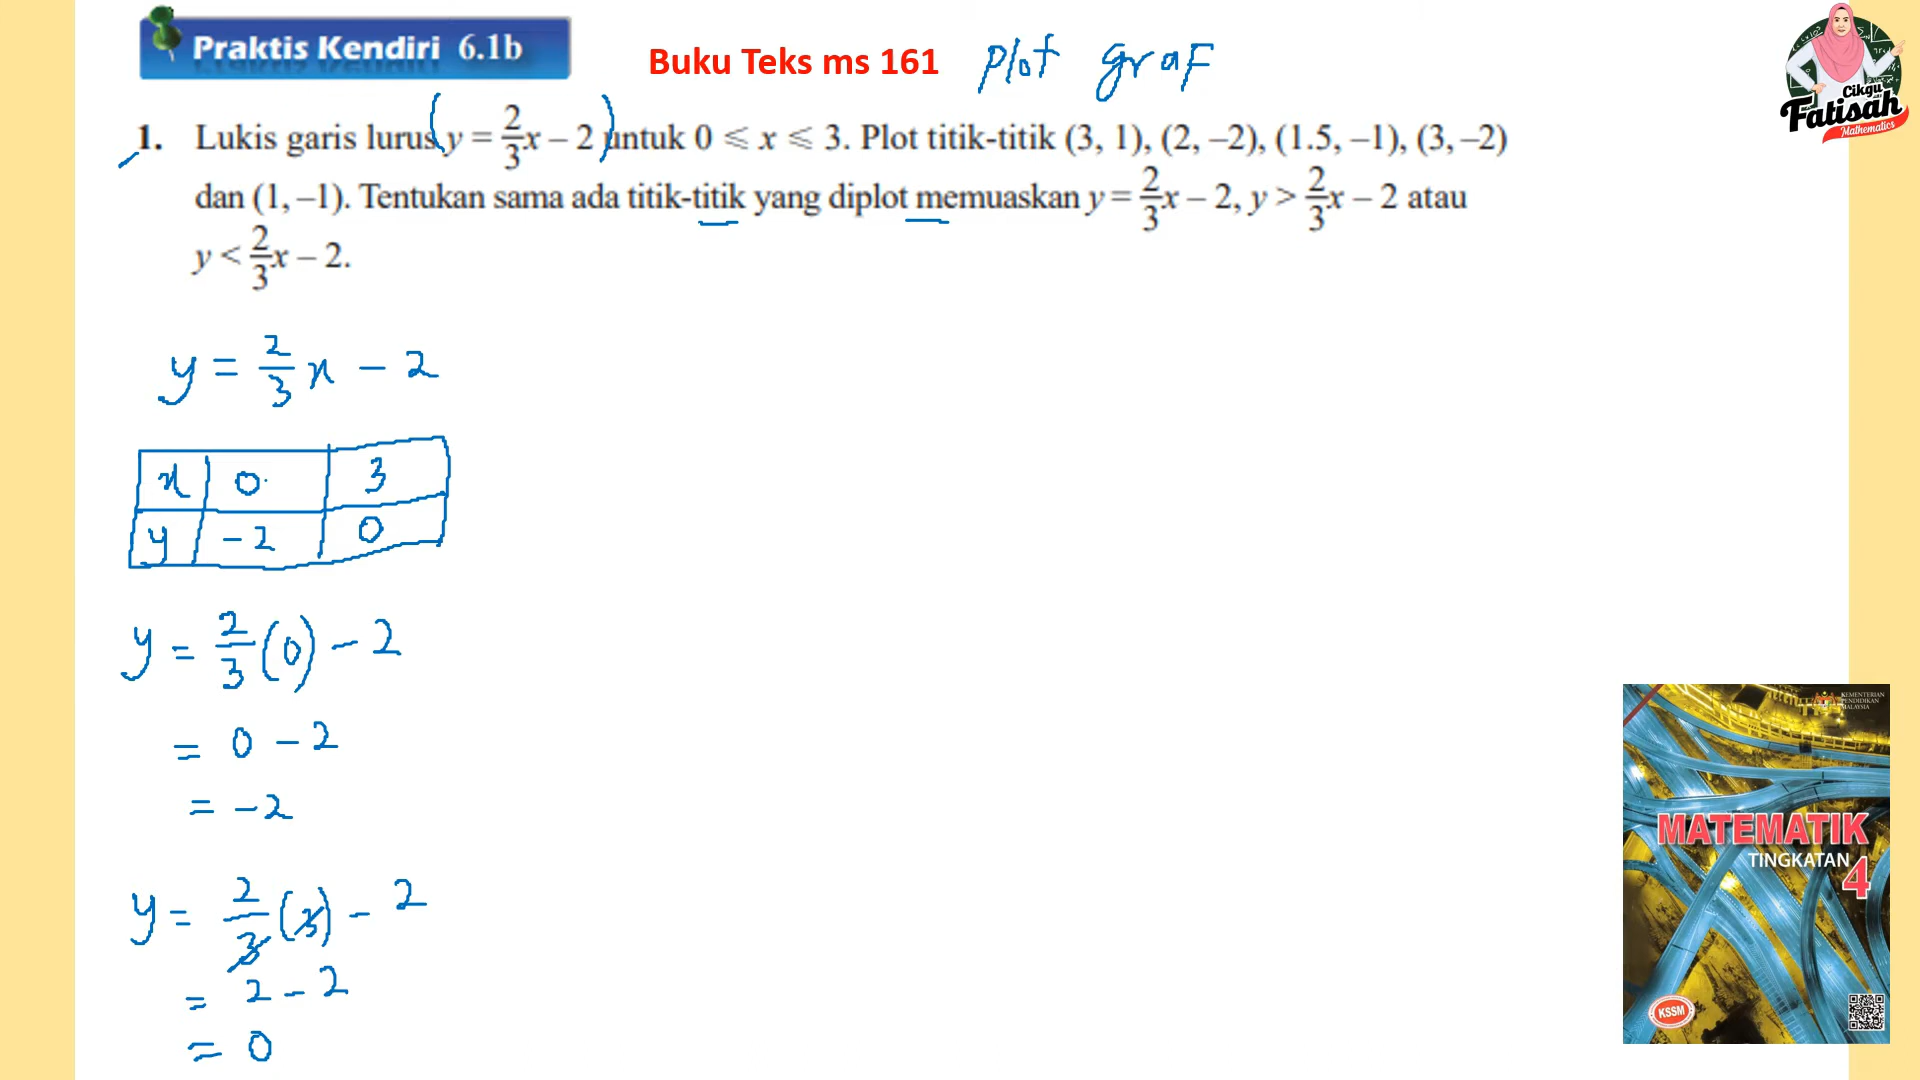 Praktis Kendiri 6.1b
Buku Teks ms 161 Plot graf
Cikgu
Fatisah
Mathematics
1. Lukis garis lurus (y = 2/3x – 2) untuk 0 ⩽ x ⩽ 3. Plot titik-titik (3, 1), (2, –2), (1.5, –1), (3, –2)
dan (1, –1). Tentukan sama ada titik-titik yang diplot memuaskan y = 2/3x – 2, y > 2/3x – 2 atau
y < 2/3x – 2.
y = 2/3 x - 2
x 0 3
y -2 0
y = 2/3 (0) - 2
= 0 - 2
= -2
y = 2/3 (3) - 2
= 2 - 2
= 0
KEMENTERIAN
PENDIDIKAN
MALAYSIA
MATEMATIK
TINGKATAN 4
KSSM